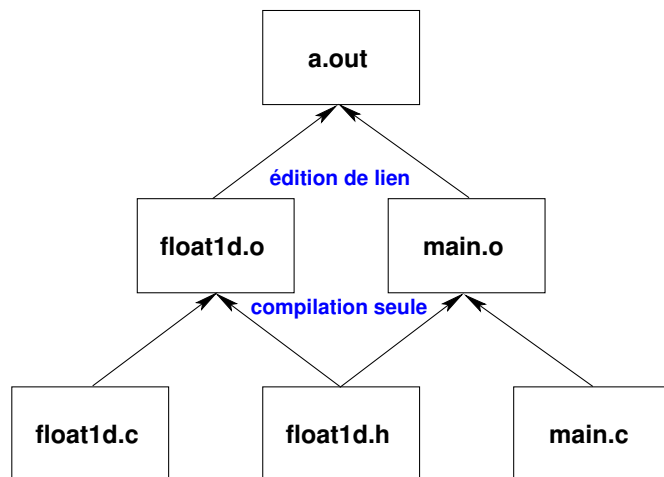 a.out
édition de lien
float1d.o
main.o
compilation seule
float1d.c
float1d.h
main.c